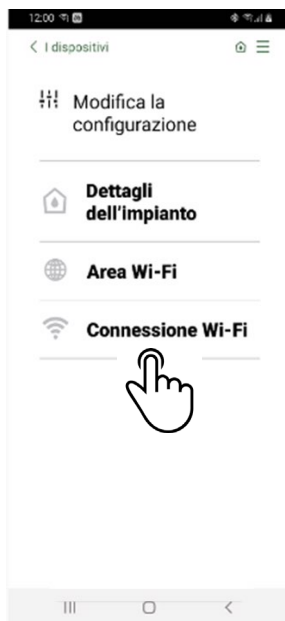 12:00
I dispositivi
Modifica la
configurazione
Dettagli
dell'impianto
Area Wi-Fi
Connessione Wi-Fi